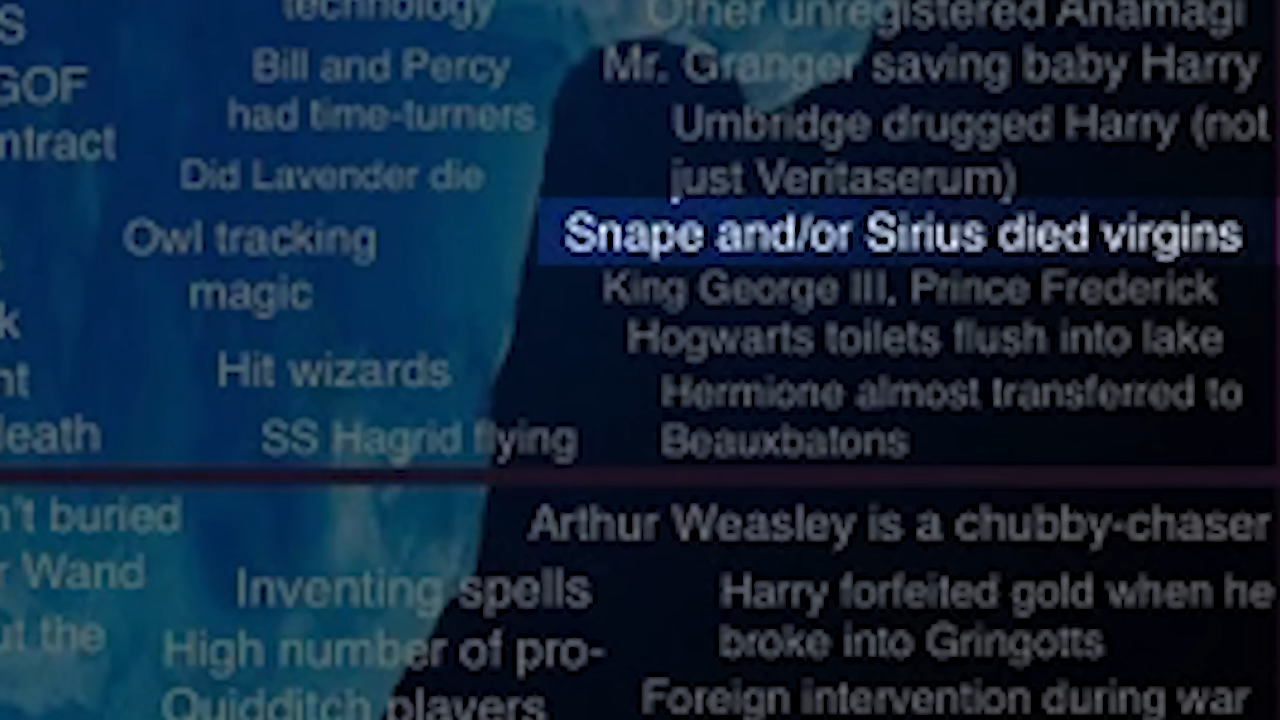 technology
Other unregistered Anamagi
S
Bill and Percy
Mr. Granger saving baby Harry
GOF
had time-turners
Umbridge drugged Harry (not
ntract
Did Lavender die
just Veritaserum)
Owl tracking
Snape and/or Sirius died virgins
magic
King George III, Prince Frederick
k
Hogwarts toilets flush into lake
nt
Hit wizards
Hermione almost transferred to
leath
SS Hagrid flying
Beauxbatons
n't buried
Arthur Weasley is a chubby-chaser
r Wand
Inventing spells
Harry forfeited gold when he
ut the
High number of pro-
broke into Gringotts
Quidditch players
Foreign intervention during war